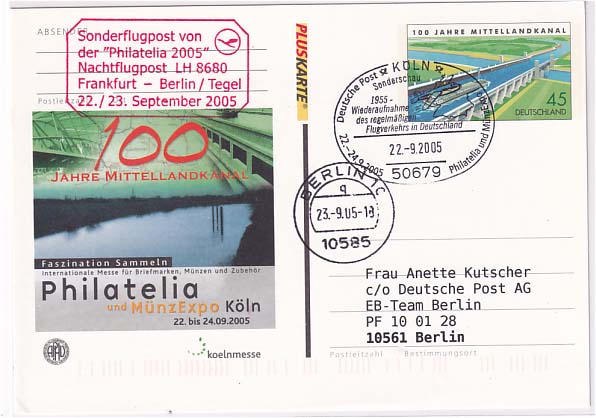 ABSENDER
Sonderflugpost von
der "Philatelia 2005"
Nachtflugpost LH 8680
Frankfurt - Berlin / Tegel
22./ 23. September 2005
Postleitzahl
PLUSKARTE
100 JAHRE MITTELLANDKANAL
45
DEUTSCHLAND
Deutsche Post KÖLN
Sonderschau
1955 -
Wiederaufnahme
des regelmäßigen
Flugverkehrs in Deutschland
22.-9.2005
50679
22.-24.9.2005
Philatelia und MünzExpo
BERLIN 10
q
23.-9.05-18
10585
100
JAHRE MITTELLANDKANAL
Faszination Sammeln
Internationale Messe für Briefmarken, Münzen und Zubehör
Philatelia
und MünzExpo Köln
22. bis 24.09.2005
koelnmesse
Frau Anette Kutscher
c/o Deutsche Post AG
EB-Team Berlin
PF 10 01 28
10561 Berlin
Postleitzahl Bestimmungsort